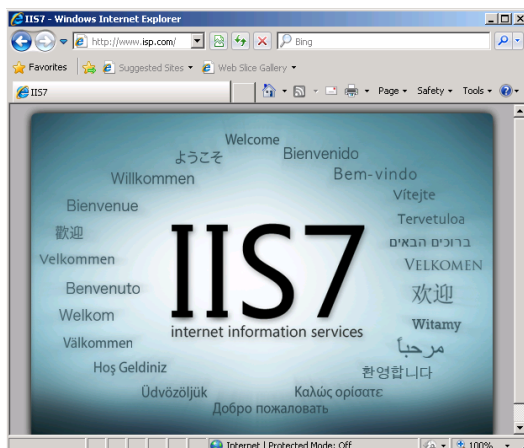 IIS7 - Windows Internet Explorer
http://www.isp.com/
Bing
Favorites Suggested Sites Web Slice Gallery
IIS7 Page Safety Tools
Welcome
ようこそ
Bienvenido
Willkommen
Bem-vindo
Vítejte
Bienvenue
Tervetuloa
歡迎
ברוכים הבאים
Velkommen
VELKOMEN
IIS7
Benvenuto
欢迎
Welkom
Witamy
internet information services
Välkommen
مرحباً
Hoş Geldiniz
환영합니다
Üdvözöljük
Καλώς ορίσατε
Добро пожаловать
Internet | Protected Mode: Off 100%